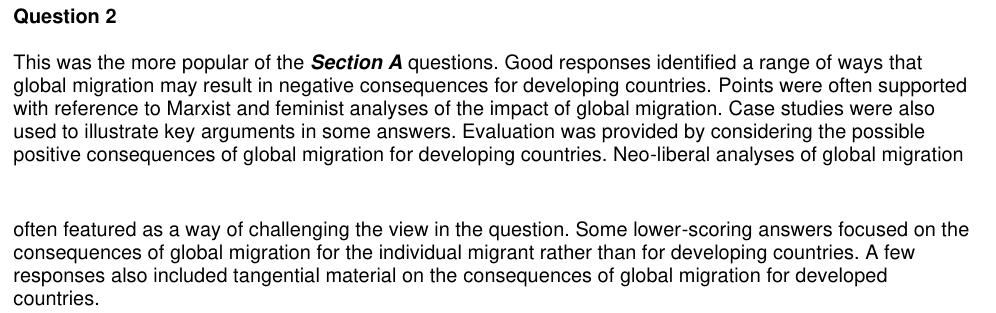 Question 2
This was the more popular of the Section A questions. Good responses identified a range of ways that
global migration may result in negative consequences for developing countries. Points were often supported
with reference to Marxist and feminist analyses of the impact of global migration. Case studies were also
used to illustrate key arguments in some answers. Evaluation was provided by considering the possible
positive consequences of global migration for developing countries. Neo-liberal analyses of global migration
often featured as a way of challenging the view in the question. Some lower-scoring answers focused on the
consequences of global migration for the individual migrant rather than for developing countries. A few
responses also included tangential material on the consequences of global migration for developed
countries.